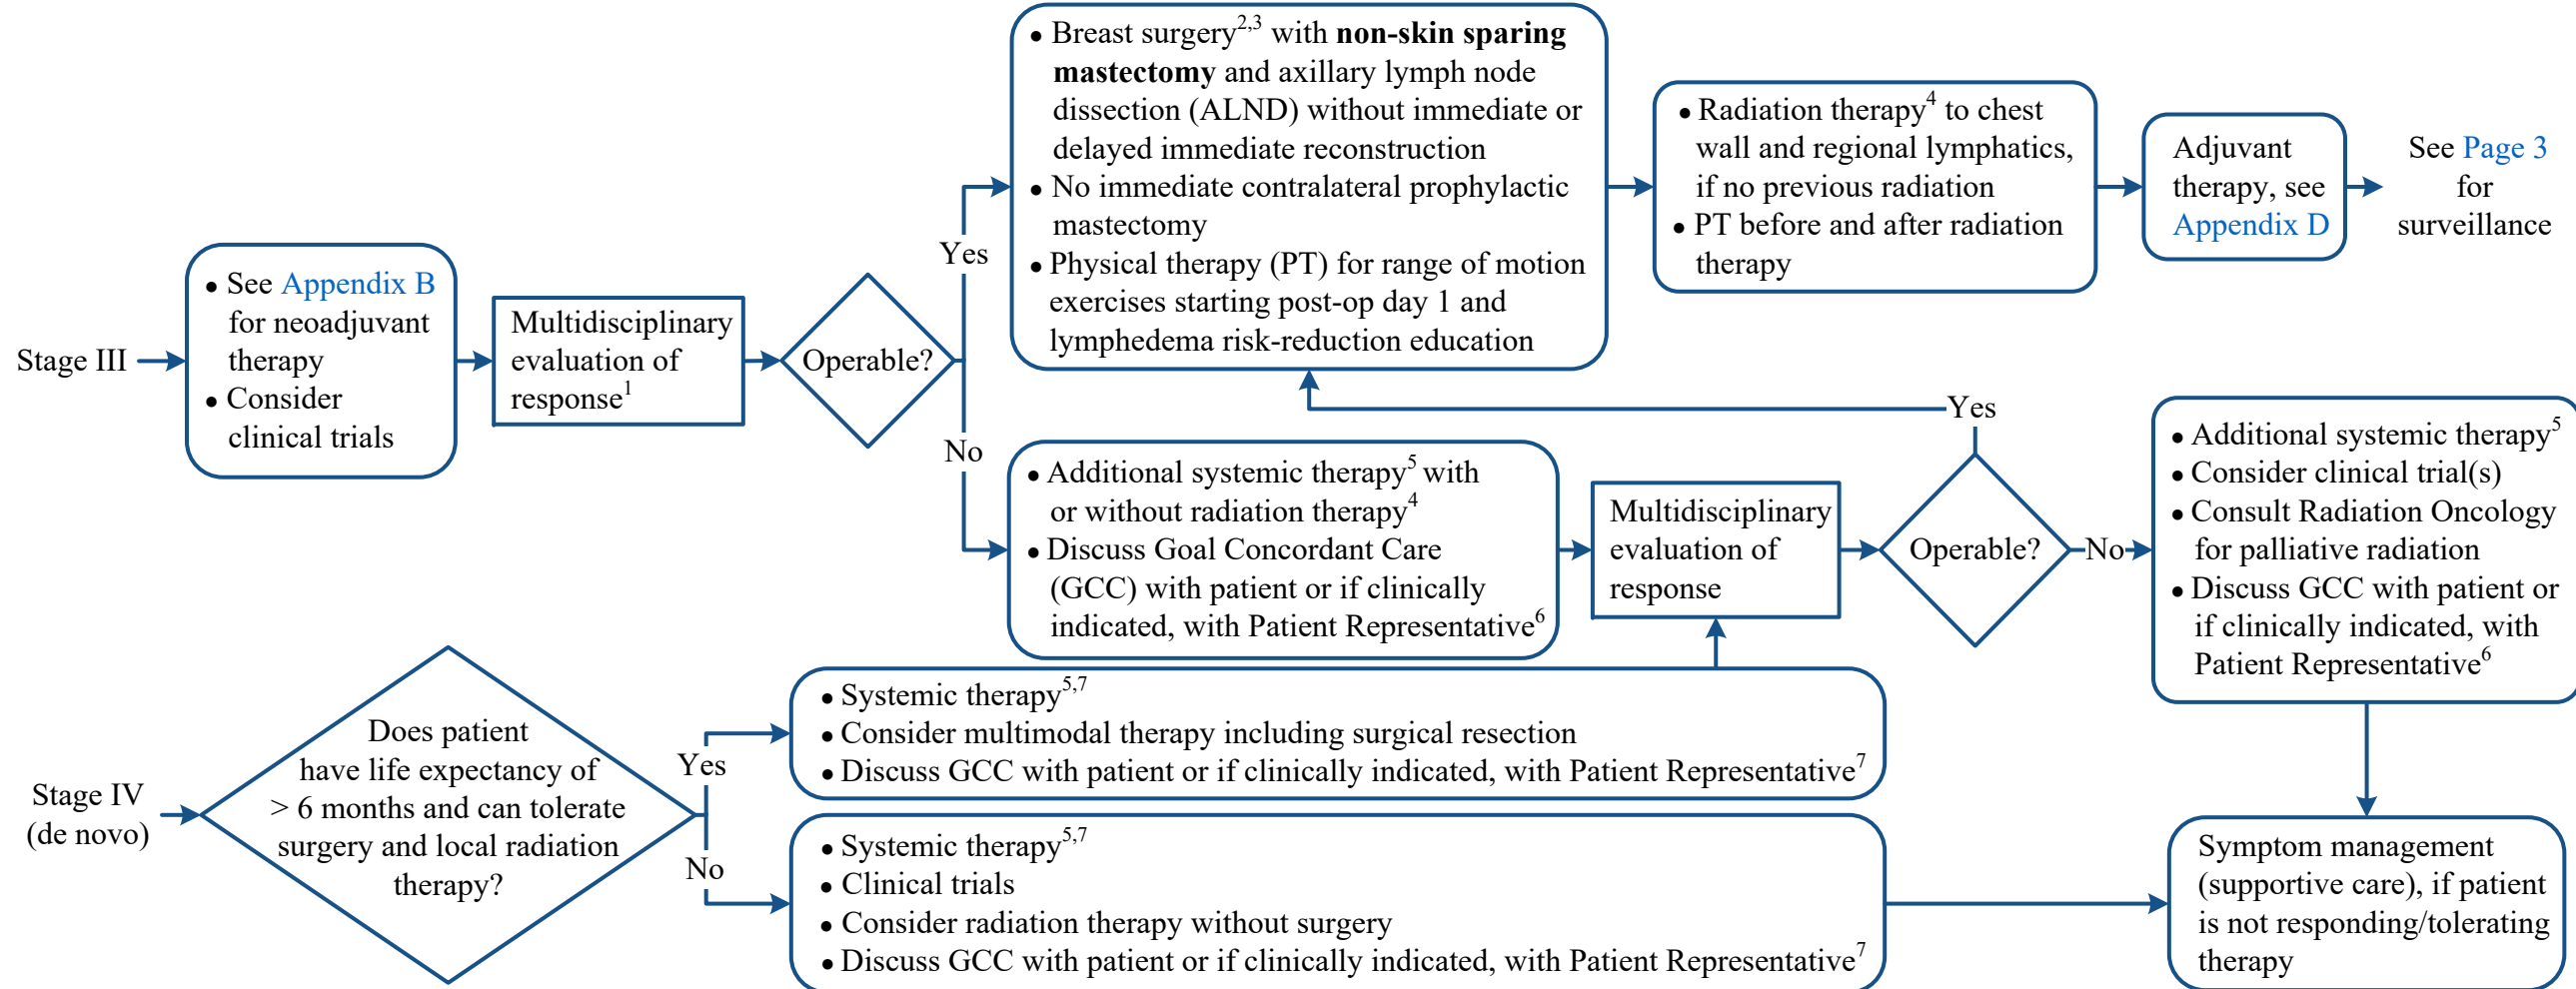 Stage III
• See Appendix B
for neoadjuvant
therapy
• Consider
clinical trials
Multidisciplinary
evaluation of
response1
Operable?
Yes
No
• Breast surgery2,3 with non-skin sparing
mastectomy and axillary lymph node
dissection (ALND) without immediate or
delayed immediate reconstruction
• No immediate contralateral prophylactic
mastectomy
• Physical therapy (PT) for range of motion
exercises starting post-op day 1 and
lymphedema risk-reduction education
• Radiation therapy4 to chest
wall and regional lymphatics,
if no previous radiation
• PT before and after radiation
therapy
Adjuvant
therapy, see
Appendix D
See Page 3
for
surveillance
• Additional systemic therapy5 with
or without radiation therapy4
• Discuss Goal Concordant Care
(GCC) with patient or if clinically
indicated, with Patient Representative6
Multidisciplinary
evaluation of
response
Operable?
Yes
No
• Additional systemic therapy5
• Consider clinical trial(s)
• Consult Radiation Oncology
for palliative radiation
• Discuss GCC with patient or
if clinically indicated, with
Patient Representative6
Stage IV
(de novo)
Does patient
have life expectancy of
> 6 months and can tolerate
surgery and local radiation
therapy?
Yes
No
• Systemic therapy5,7
• Consider multimodal therapy including surgical resection
• Discuss GCC with patient or if clinically indicated, with Patient Representative7
• Systemic therapy5,7
• Clinical trials
• Consider radiation therapy without surgery
• Discuss GCC with patient or if clinically indicated, with Patient Representative7
Symptom management
(supportive care), if patient
is not responding/tolerating
therapy